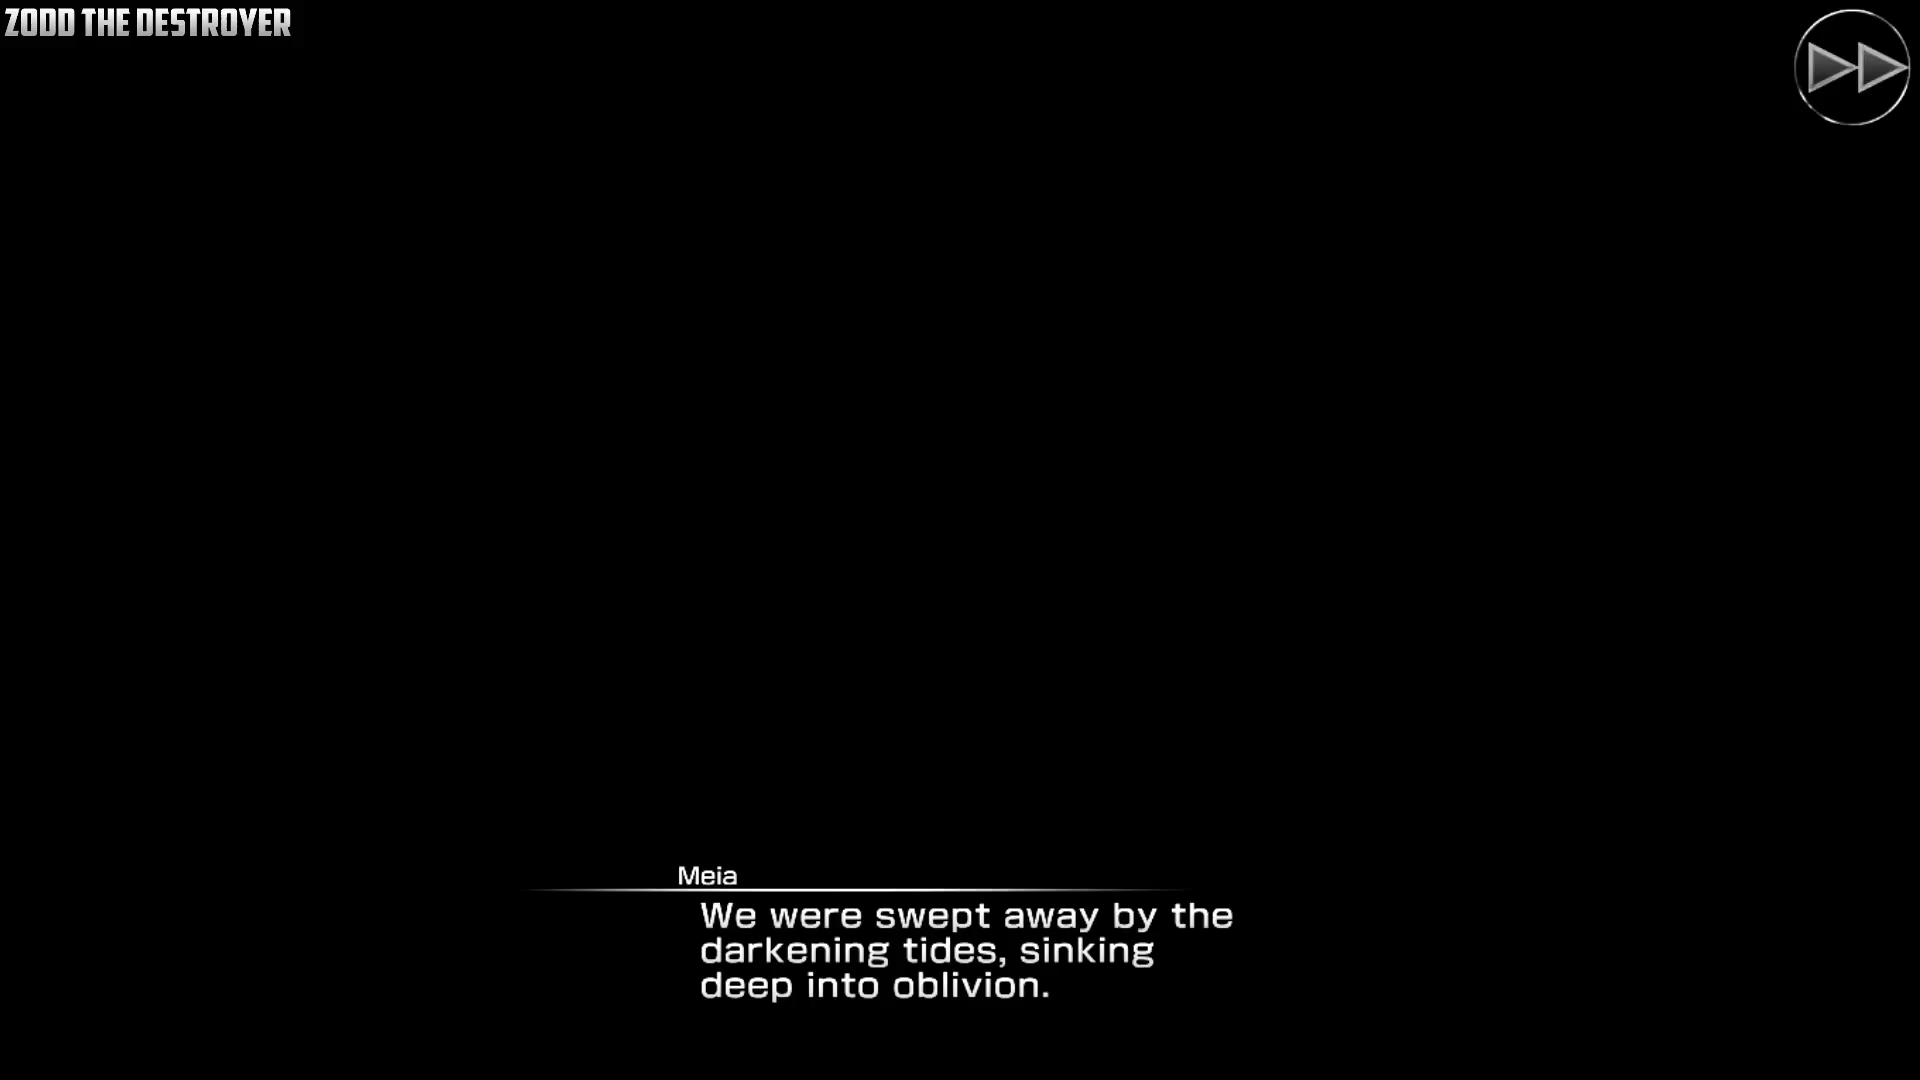 ZODD THE DESTROYER
Meia
We were swept away by the
darkening tides, sinking
deep into oblivion.